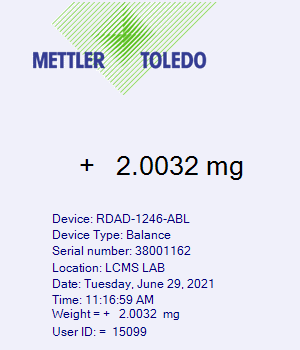 METTLER TOLEDO
+ 2.0032 mg
Device: RDAD-1246-ABL
Device Type: Balance
Serial number: 38001162
Location: LCMS LAB
Date: Tuesday, June 29, 2021
Time: 11:16:59 AM
Weight = + 2.0032 mg
User ID: = 15099